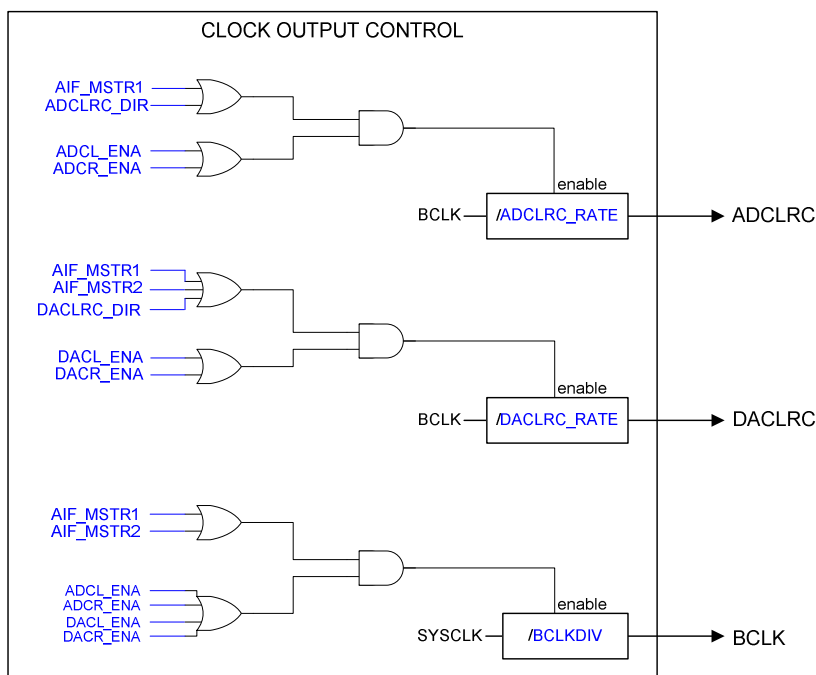 CLOCK OUTPUT CONTROL
AIF_MSTR1
ADCLRC_DIR
ADCL_ENA
ADCR_ENA
enable
BCLK
/ADCLRC_RATE
ADCLRC
AIF_MSTR1
AIF_MSTR2
DACLRC_DIR
DACL_ENA
DACR_ENA
enable
BCLK
/DACLRC_RATE
DACLRC
AIF_MSTR1
AIF_MSTR2
ADCL_ENA
ADCR_ENA
DACL_ENA
DACR_ENA
enable
SYSCLK
/BCLKDIV
BCLK